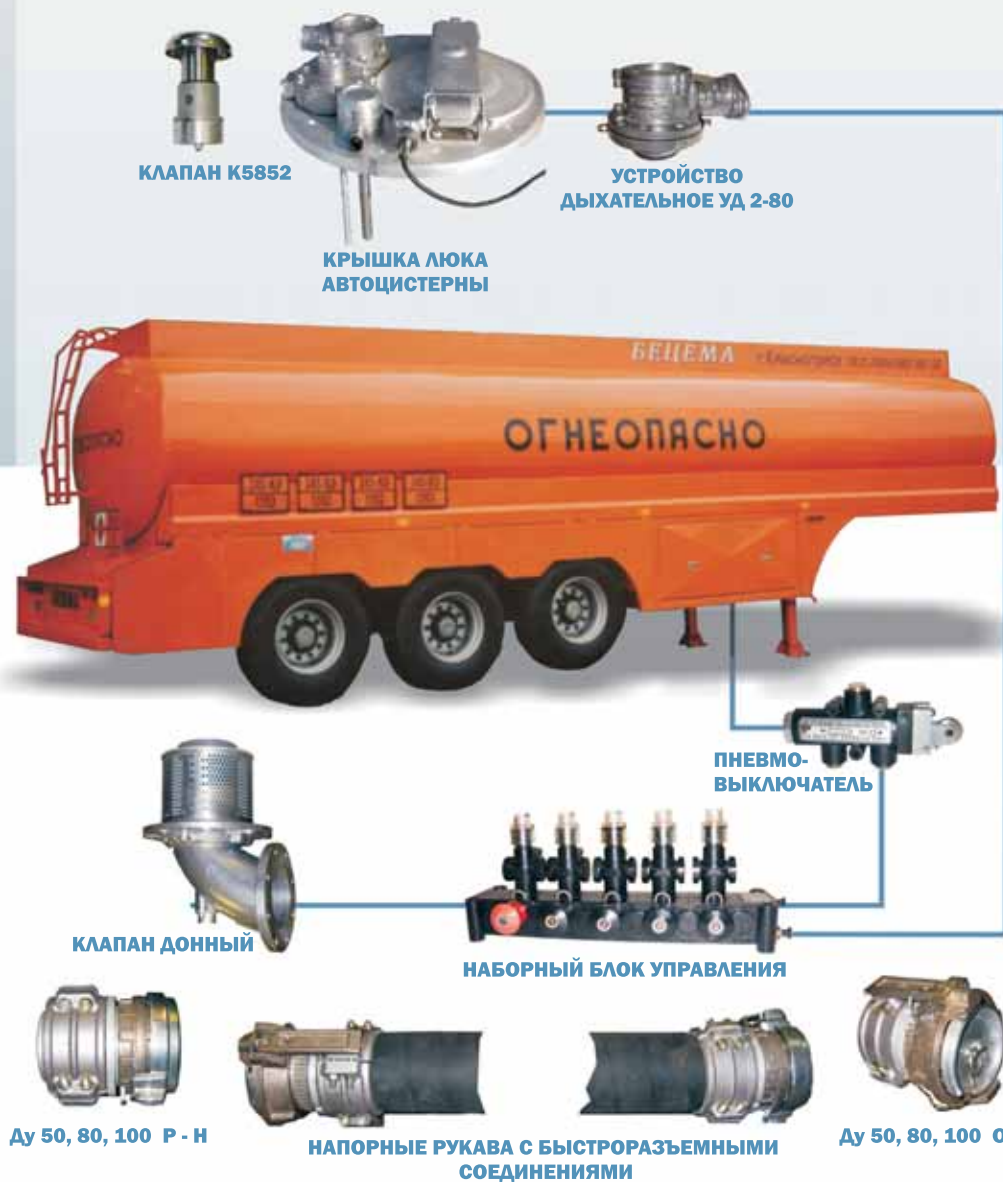 КЛАПАН К5852
УСТРОЙСТВО
ДЫХАТЕЛЬНОЕ УД 2-80
КРЫШКА ЛЮКА
АВТОЦИСТЕРНЫ
БЕЦЕМА
ОГНЕОПАСНО
ПНЕВМО-
ВЫКЛЮЧАТЕЛЬ
КЛАПАН ДОННЫЙ
НАБОРНЫЙ БЛОК УПРАВЛЕНИЯ
Ду 50, 80, 100 Р - Н
НАПОРНЫЕ РУКАВА С БЫСТРОРАЗЪЕМНЫМИ
СОЕДИНЕНИЯМИ
Ду 50, 80, 100